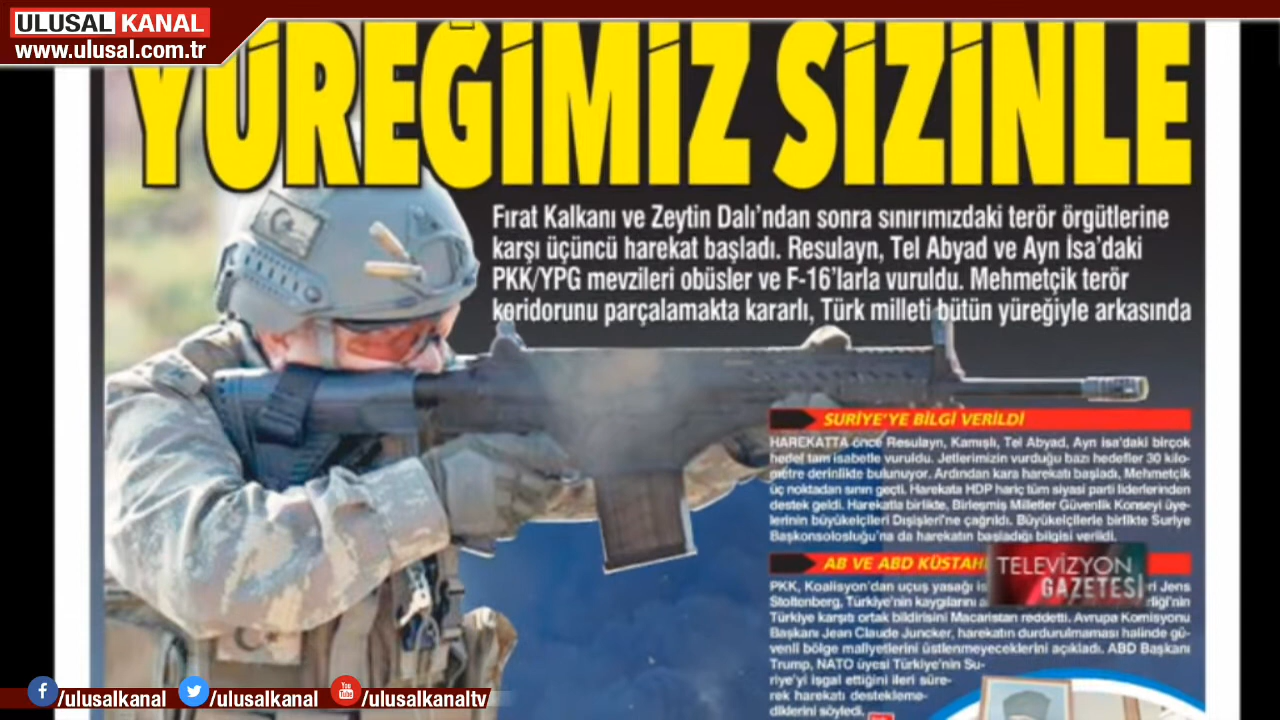 ULUSAL KANAL
www.ulusal.com.tr
YÜREĞİMİZ SİZİNLE
Fırat Kalkanı ve Zeytin Dalı’ndan sonra sınırımızdaki terör örgütlerine
karşı üçüncü harekat başladı. Resulayn, Tel Abyad ve Ayn İsa’daki
PKK/YPG mevzileri obüsler ve F-16’larla vuruldu. Mehmetçik terör
koridorunu parçalamakta kararlı, Türk milleti bütün yüreğiyle arkasında
SURİYE’YE BİLGİ VERİLDİ
HAREKATTA önce Resulayn, Kamışlı, Tel Abyad, Ayn İsa’daki birçok
hedef tam isabetle vuruldu. Jetlerimizin vurduğu bazı hedefler 30 kilo-
metre derinlikte bulunuyor. Ardından kara harekatı başladı, Mehmetçik
üç noktadan sınırı geçti. Harekata HDP hariç tüm siyasi parti liderlerinden
destek geldi. Harekatla birlikte, Birleşmiş Milletler Güvenlik Konseyi üye-
lerinin büyükelçileri Dışişleri’ne çağrıldı. Büyükelçilerle birlikte Suriye
Başkonsolosluğu’na da harekatın başladığı bilgisi verildi.
AB VE ABD KÜSTAH
TELEVİZYON
GAZETESİ
PKK, Koalisyon’dan uçuş yasağı is ri Jens
Stoltenberg, Türkiye’nin kaygılarını a rliği’nin
Türkiye karşıtı ortak bildirisini Macaristan reddetti. Avrupa Komisyonu
Başkanı Jean Claude Juncker, harekatın durdurulmaması halinde gü-
venli bölge maliyetlerini üstlenmeyeceklerini açıkladı. ABD Başkanı
Trump, NATO üyesi Türkiye’nin Su-
riye’yi işgal ettiğini ileri süre-
rek harekatı destekleme-
diklerini söyledi.
/ulusalkanal /ulusalkanal /ulusalkanaltv